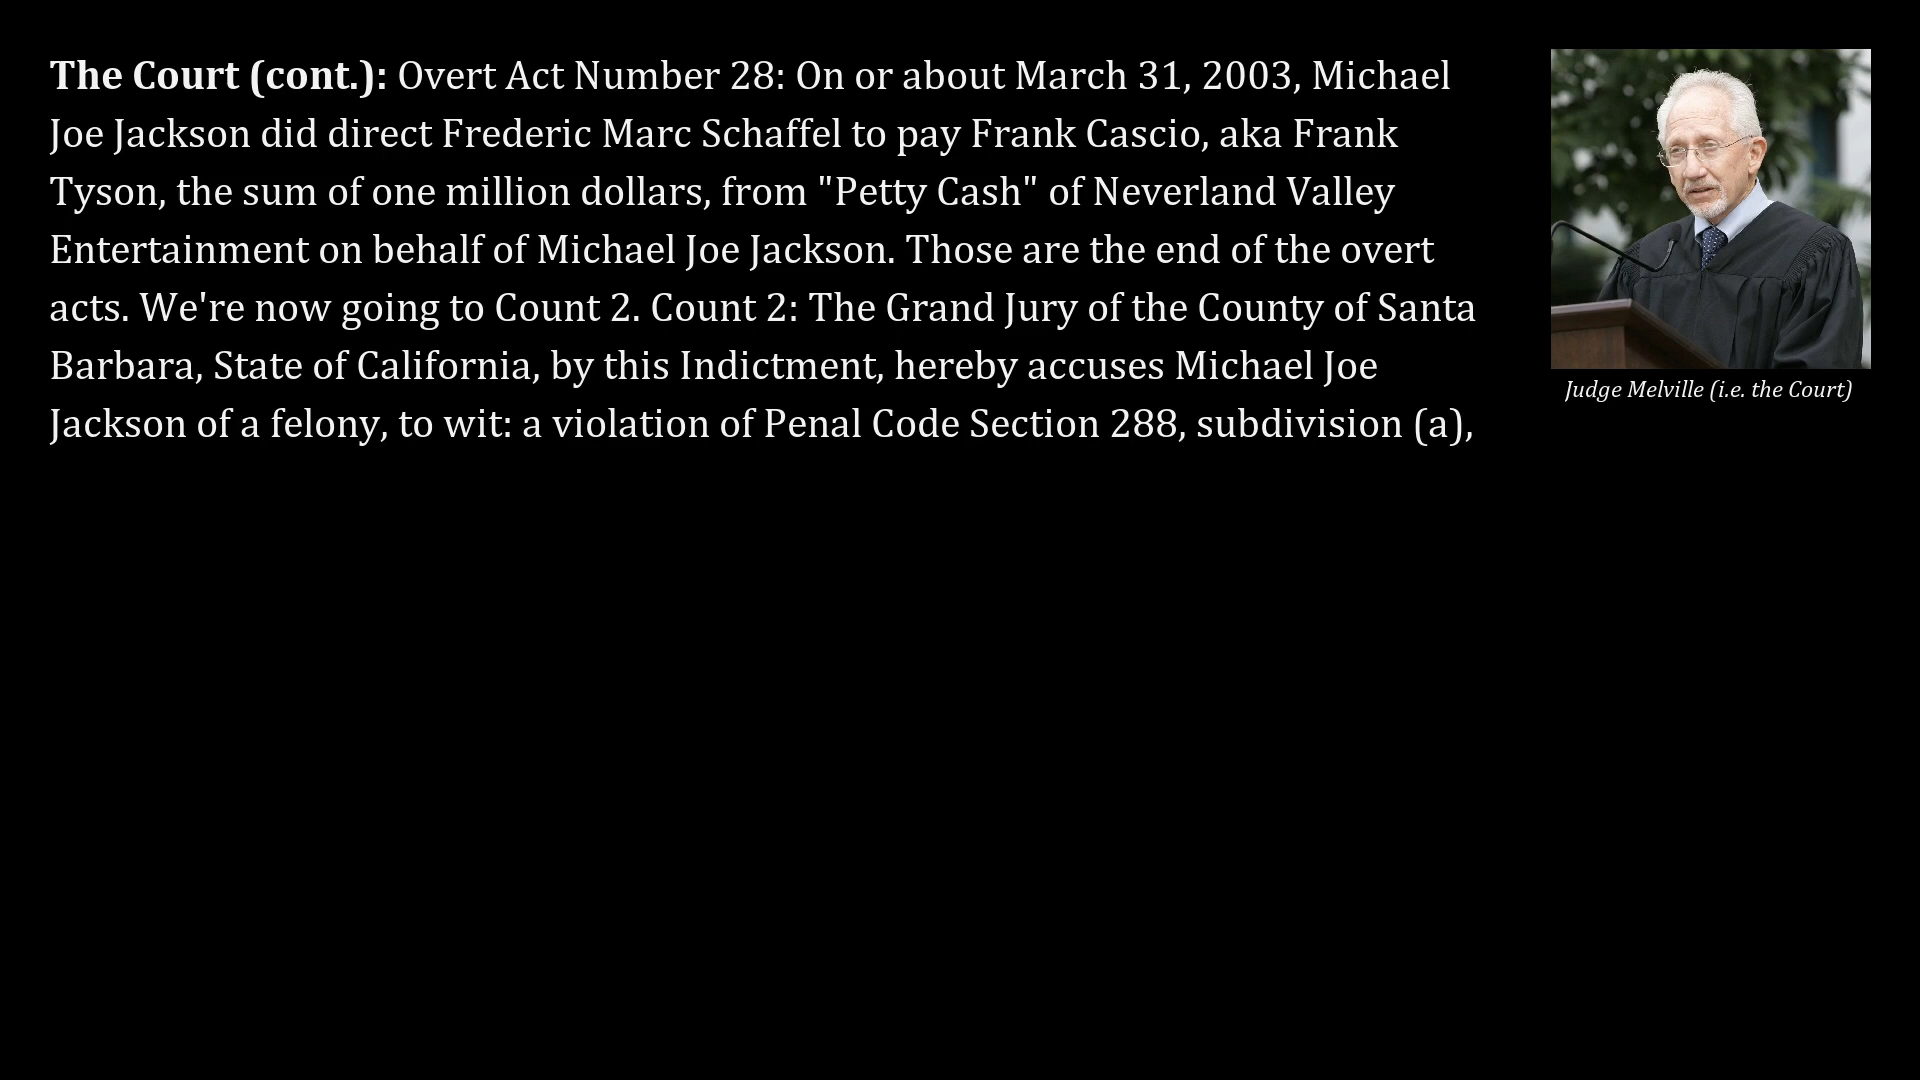 The Court (cont.): Overt Act Number 28: On or about March 31, 2003, Michael
Joe Jackson did direct Frederic Marc Schaffel to pay Frank Cascio, aka Frank
Tyson, the sum of one million dollars, from "Petty Cash" of Neverland Valley
Entertainment on behalf of Michael Joe Jackson. Those are the end of the overt
acts. We're now going to Count 2. Count 2: The Grand Jury of the County of Santa
Barbara, State of California, by this Indictment, hereby accuses Michael Joe
Jackson of a felony, to wit: a violation of Penal Code Section 288, subdivision (a),
Judge Melville (i.e. the Court)